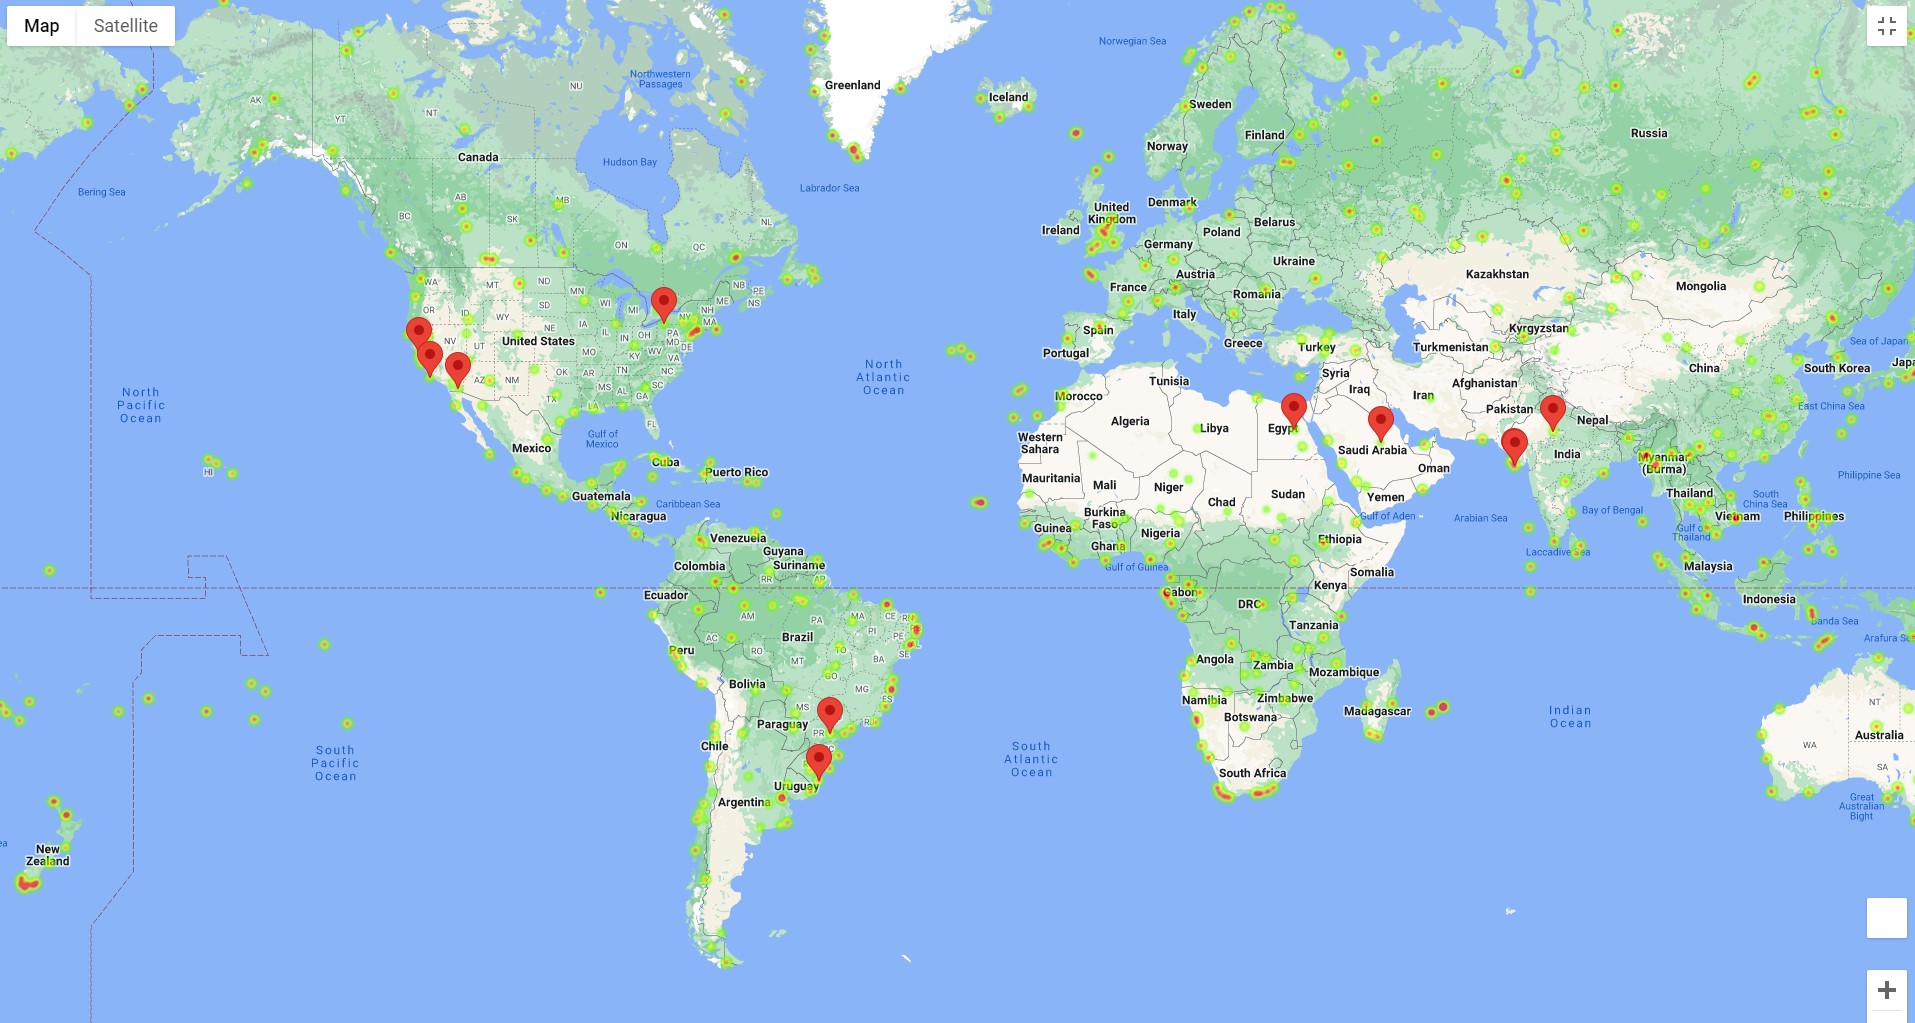 Map
Satellite
Norwegian Sea
Greenland
Northwestern
Passages
NU
Iceland
Sweden
AK
YT
NT
Finland
Russia
Norway
Canada
Hudson Bay
Bering Sea
Labrador Sea
AB
MB
BC
SK
NL
ON
QC
United
Kingdom
Denmark
Ireland
Belarus
Poland
Germany
Ukraine
Austria
Kazakhstan
Mongolia
France
Romania
WA
MT
ND
MN
NB
PE
NS
ME
OR
ID
SD
WI
MI
NY
NH
MA
WY
Italy
Spain
Kyrgyzstan
NV
UT
NE
IA
IL
IN
OH
PA
DE
United States
Greece
Turkey
Turkmenistan
Sea of Japan
Portugal
MO
KY
WV
VA
North
Atlantic
Ocean
Syria
China
South Korea
AZ
NM
OK
AR
TN
NC
MS
AL
SC
GA
Tunisia
Iraq
Afghanistan
Iran
North
Pacific
Ocean
TX
LA
FL
Morocco
Pakistan
East China Sea
Algeria
Libya
Egypt
Nepal
Gulf of
Mexico
Western
Sahara
Saudi Arabia
India
Mexico
Cuba
Puerto Rico
Oman
Myanmar
(Burma)
HI
Mauritania
Mali
Niger
Chad
Sudan
Yemen
Thailand
South
China Sea
Philippine Sea
Guatemala
Caribbean Sea
Nicaragua
Burkina
Faso
Gulf of Aden
Arabian Sea
Bay of Bengal
Vietnam
Philippines
Guinea
Nigeria
Ghana
Ethiopia
Gulf of
Thailand
Venezuela
Guyana
Suriname
Laccadive Sea
Colombia
Gulf of Guinea
Somalia
Malaysia
RR
AP
Kenya
Gabon
Ecuador
DRC
Indonesia
AM
PA
MA
CE
RN
Tanzania
Banda Sea
AC
Brazil
PI
PE
Arafura Sea
Peru
RO
TO
SE
MT
BA
Angola
Zambia
Mozambique
Bolivia
GO
MG
ES
Namibia
Zimbabwe
Madagascar
Indian
Ocean
NT
MS
Botswana
Paraguay
PR
RJ
Australia
South
Pacific
Ocean
Chile
South
Atlantic
Ocean
WA
SA
South Africa
Uruguay
Argentina
Great
Australian
Bight
New
Zealand